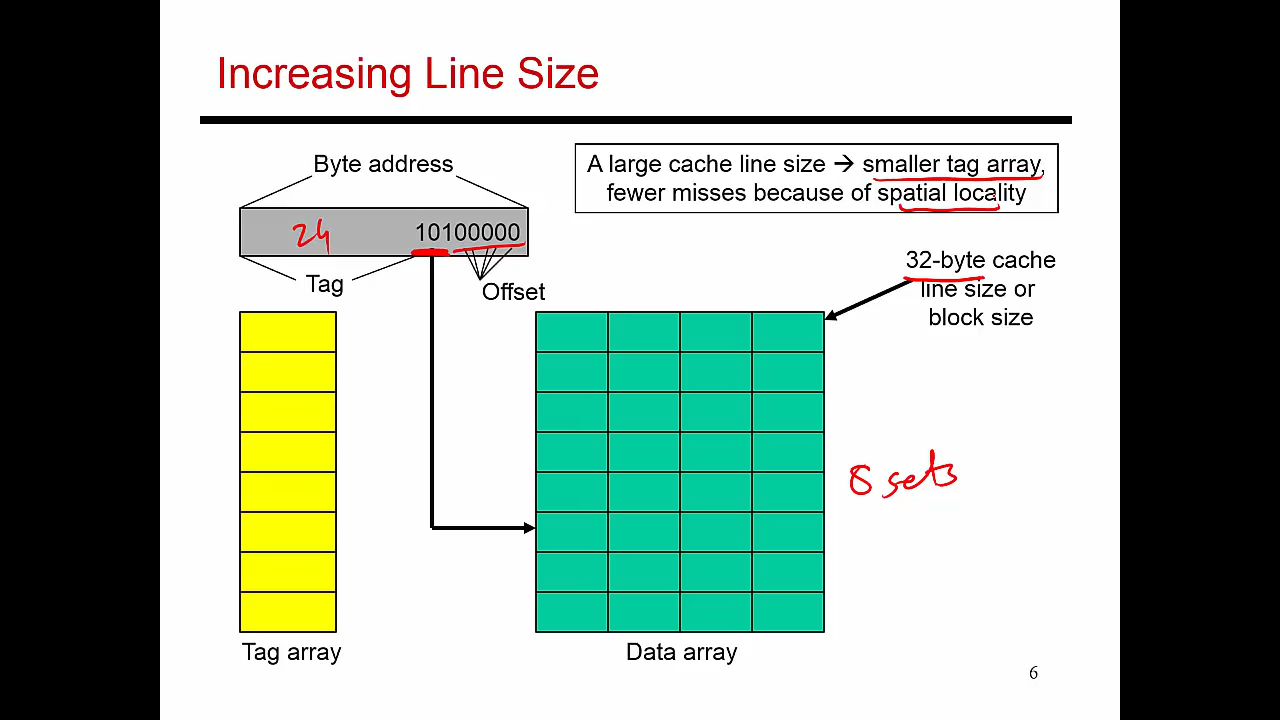 Increasing Line Size
Byte address
A large cache line size → smaller tag array,
fewer misses because of spatial locality
24
10100000
Tag
Offset
32-byte cache
line size or
block size
8 sets
Tag array
Data array
6